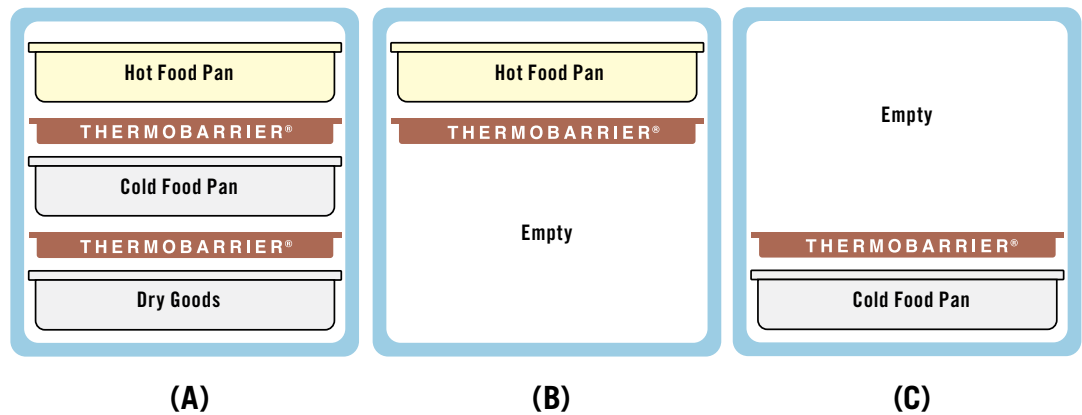 Hot Food Pan
THERMOBARRIER®
Cold Food Pan
THERMOBARRIER®
Dry Goods
(A)
Hot Food Pan
THERMOBARRIER®
Empty
(B)
Empty
THERMOBARRIER®
Cold Food Pan
(C)